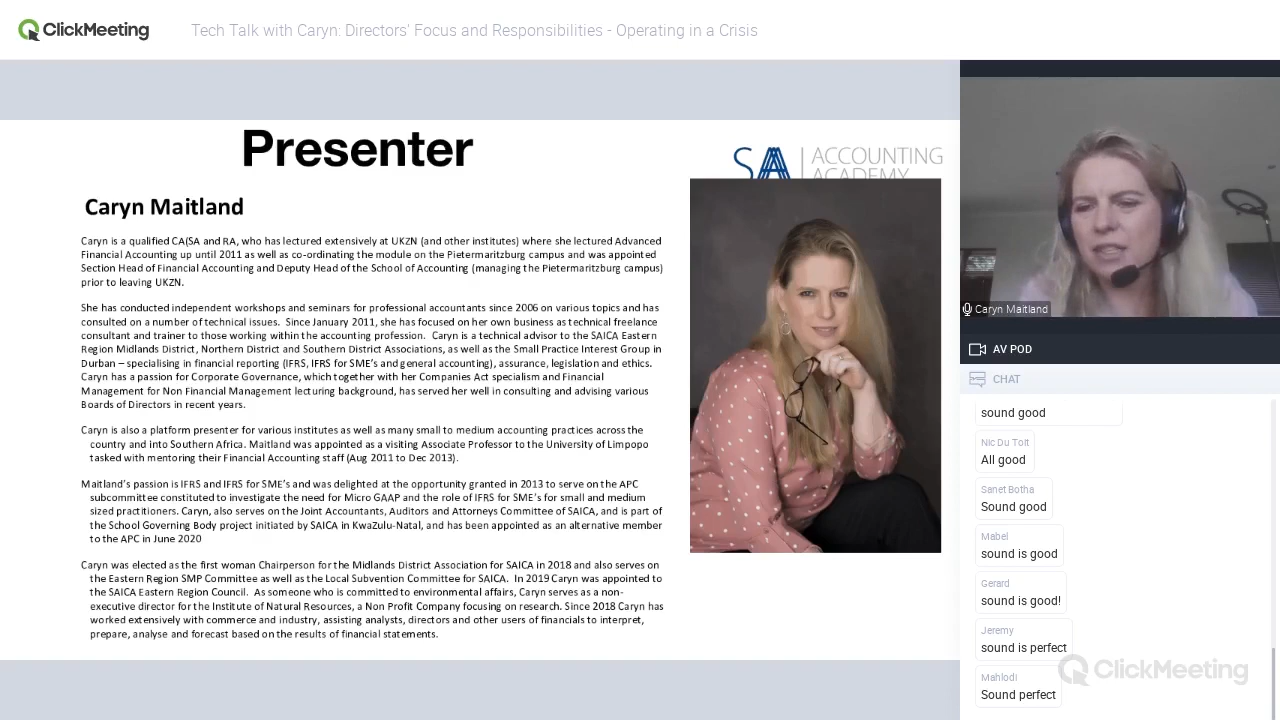 ClickMeeting
Tech Talk with Caryn: Directors' Focus and Responsibilities - Operating in a Crisis
Presenter
SA | ACCOUNTING
ACADEMY
Caryn Maitland
Caryn is a qualified CA(SA and RA, who has lectured extensively at UKZN (and other institutes) where she lectured Advanced
Financial Accounting up until 2011 as well as co-ordinating the module on the Pietermaritzburg campus and was appointed
Section Head of Financial Accounting and Deputy Head of the School of Accounting (managing the Pietermaritzburg campus)
prior to leaving UKZN.
She has conducted independent workshops and seminars for professional accountants since 2006 on various topics and has
consulted on a number of technical issues. Since January 2011, she has focused on her own business as technical freelance
consultant and trainer to those working within the accounting profession. Caryn is a technical advisor to the SAICA Eastern
Region Midlands District, Northern District and Southern District Associations, as well as the Small Practice Interest Group in
Durban – specialising in financial reporting (IFRS, IFRS for SME's and general accounting), assurance, legislation and ethics.
Caryn has a passion for Corporate Governance, which together with her Companies Act specialism and Financial
Management for Non Financial Management lecturing background, has served her well in consulting and advising various
Boards of Directors in recent years.
Caryn is also a platform presenter for various institutes as well as many small to medium accounting practices across the
country and into Southern Africa. Maitland was appointed as a visiting Associate Professor to the University of Limpopo
tasked with mentoring their Financial Accounting staff (Aug 2011 to Dec 2013).
Maitland's passion is IFRS and IFRS for SME's and was delighted at the opportunity granted in 2013 to serve on the APC
subcommittee constituted to investigate the need for Micro GAAP and the role of IFRS for SME's for small and medium
sized practitioners. Caryn, also serves on the Joint Accountants, Auditors and Attorneys Committee of SAICA, and is part of
the School Governing Body project initiated by SAICA in KwaZulu-Natal, and has been appointed as an alternative member
to the APC in June 2020
Caryn was elected as the first woman Chairperson for the Midlands District Association for SAICA in 2018 and also serves on
the Eastern Region SMP Committee as well as the Local Subvention Committee for SAICA. In 2019 Caryn was appointed to
the SAICA Eastern Region Council. As someone who is committed to environmental affairs, Caryn serves as a non-
executive director for the Institute of Natural Resources, a Non Profit Company focusing on research. Since 2018 Caryn has
worked extensively with commerce and industry, assisting analysts, directors and other users of financials to interpret,
prepare, analyse and forecast based on the results of financial statements.
Caryn Maitland
AV POD
CHAT
sound good
Nic Du Toit
All good
Sanet Botha
Sound good
Mabel
sound is good
Gerard
sound is good!
Jeremy
sound is perfect
Mahlodi
Sound perfect
ClickMeeting